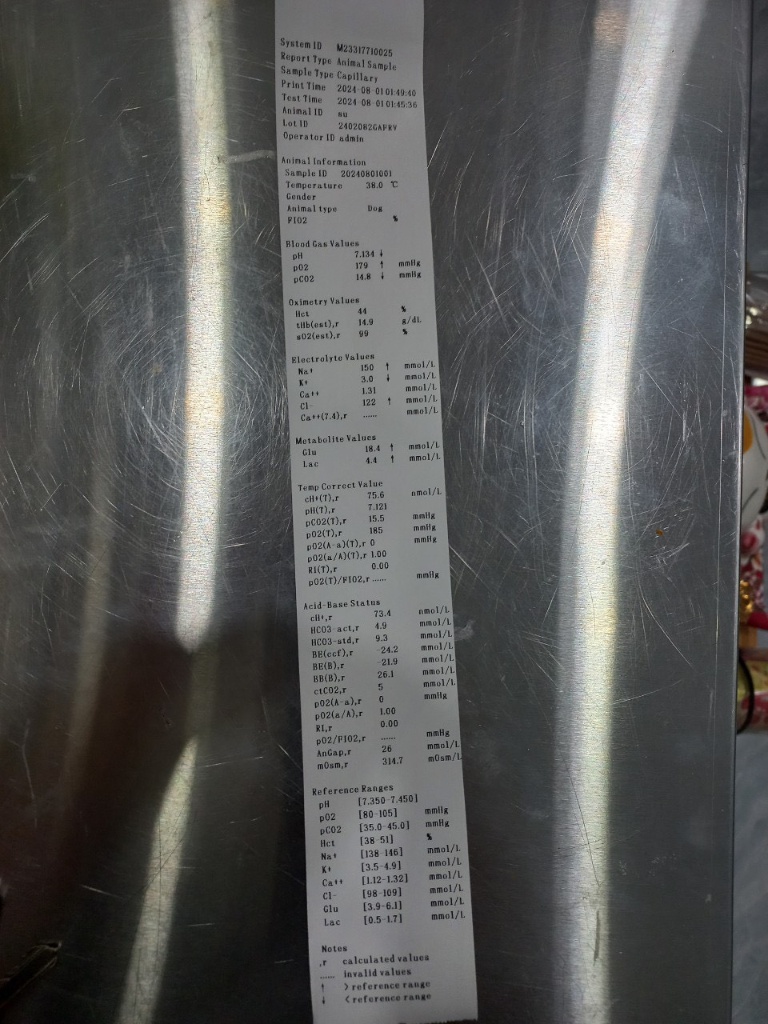 System ID M23317710025
Report Type Animal Sample
Sample Type Capillary
Print Time 2024-08-01 01:49:40
Test Time 2024-08-01 01:45:36
Animal ID su
Lot ID 2402082GAPRV
Operator ID admin
Animal Information
Sample ID 20240801001
Temperature 38.0 ℃
Gender
Animal type Dog
FIO2 %
Blood Gas Values
pH 7.134 ↓
pO2 179 ↑ mmHg
pCO2 14.8 ↓ mmHg
Oximetry Values
Hct 44 %
tHb(est),r 14.9 g/dL
sO2(est),r 99 %
Electrolyte Values
Na+ 150 ↑ mmol/L
K+ 3.0 ↓ mmol/L
Ca++ 1.31 mmol/L
Cl- 122 ↑ mmol/L
Ca++(7.4),r ...... mmol/L
Metabolite Values
Glu 18.4 ↑ mmol/L
Lac 4.4 ↑ mmol/L
Temp Correct Value
cH+(T),r 75.6 nmol/L
pH(T),r 7.121
pCO2(T),r 15.5 mmHg
pO2(T),r 185 mmHg
pO2(A-a)(T),r 0 mmHg
pO2(a/A)(T),r 1.00
RI(T),r 0.00
pO2(T)/FIO2,r ...... mmHg
Acid-Base Status
cH+,r 73.4 nmol/L
HCO3-act,r 4.9 mmol/L
HCO3-std,r 9.3 mmol/L
BE(ecf),r -24.2 mmol/L
BE(B),r -21.9 mmol/L
BB(B),r 26.1 mmol/L
ctCO2,r 5 mmol/L
pO2(A-a),r 0 mmHg
pO2(a/A),r 1.00
RI,r 0.00
pO2/FIO2,r ...... mmHg
AnGap,r 26 mmol/L
mOsm,r 314.7 mOsm/L
Reference Ranges
pH [7.350-7.450]
pO2 [80-105] mmHg
pCO2 [35.0-45.0] mmHg
Hct [38-51] %
Na+ [138-146] mmol/L
K+ [3.5-4.9] mmol/L
Ca++ [1.12-1.32] mmol/L
Cl- [98-109] mmol/L
Glu [3.9-6.1] mmol/L
Lac [0.5-1.7] mmol/L
Notes
,r calculated values
...... invalid values
↑ >reference range
↓ <reference range